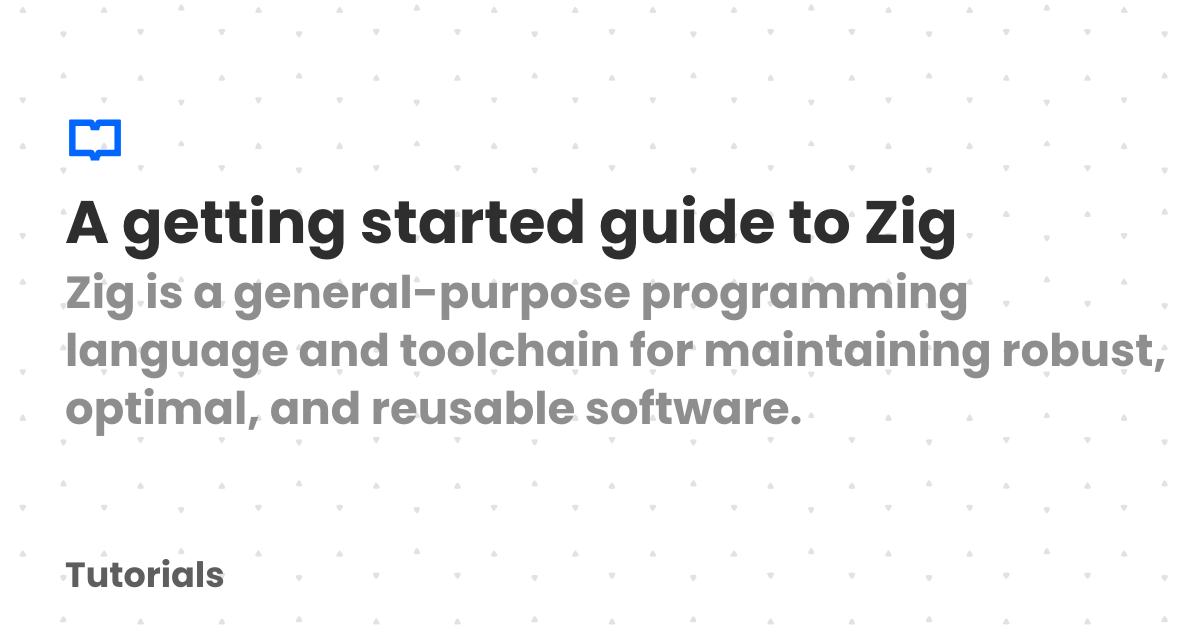 A getting started guide to Zig
Zig is a general-purpose programming
language and toolchain for maintaining robust,
optimal, and reusable software.
Tutorials